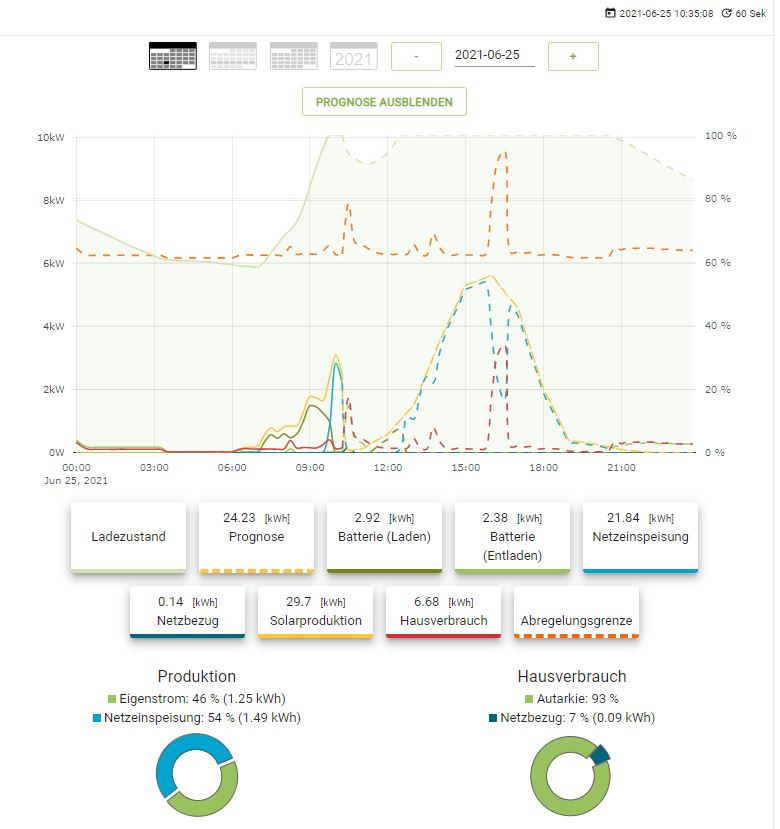 2021-06-25 10:35:08 60 Sek
2021 - 2021-06-25 +
PROGNOSE AUSBLENDEN
10kW 100 %
8kW 80 %
6kW 60 %
4kW 40 %
2kW 20 %
0W 0 %
00:00 03:00 06:00 09:00 12:00 15:00 18:00 21:00
Jun 25, 2021
Ladezustand
24.23 [kWh]
Prognose
2.92 [kWh]
Batterie (Laden)
2.38 [kWh]
Batterie
(Entladen)
21.84 [kWh]
Netzeinspeisung
0.14 [kWh]
Netzbezug
29.7 [kWh]
Solarproduktion
6.68 [kWh]
Hausverbrauch
Abregelungsgrenze
Produktion
Eigenstrom: 46 % (1.25 kWh)
Netzeinspeisung: 54 % (1.49 kWh)
Hausverbrauch
Autarkie: 93 %
Netzbezug: 7 % (0.09 kWh)